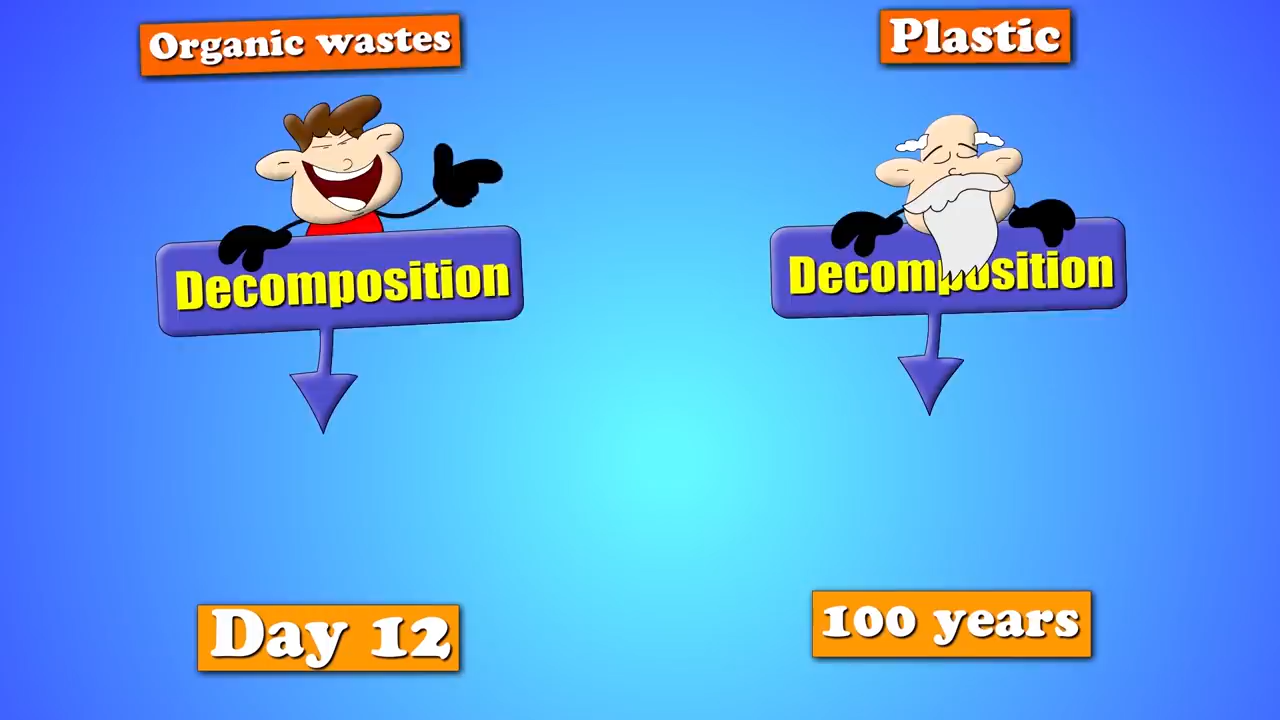 Organic wastes
Plastic
Decomposition
Decomposition
Day 12
100 years